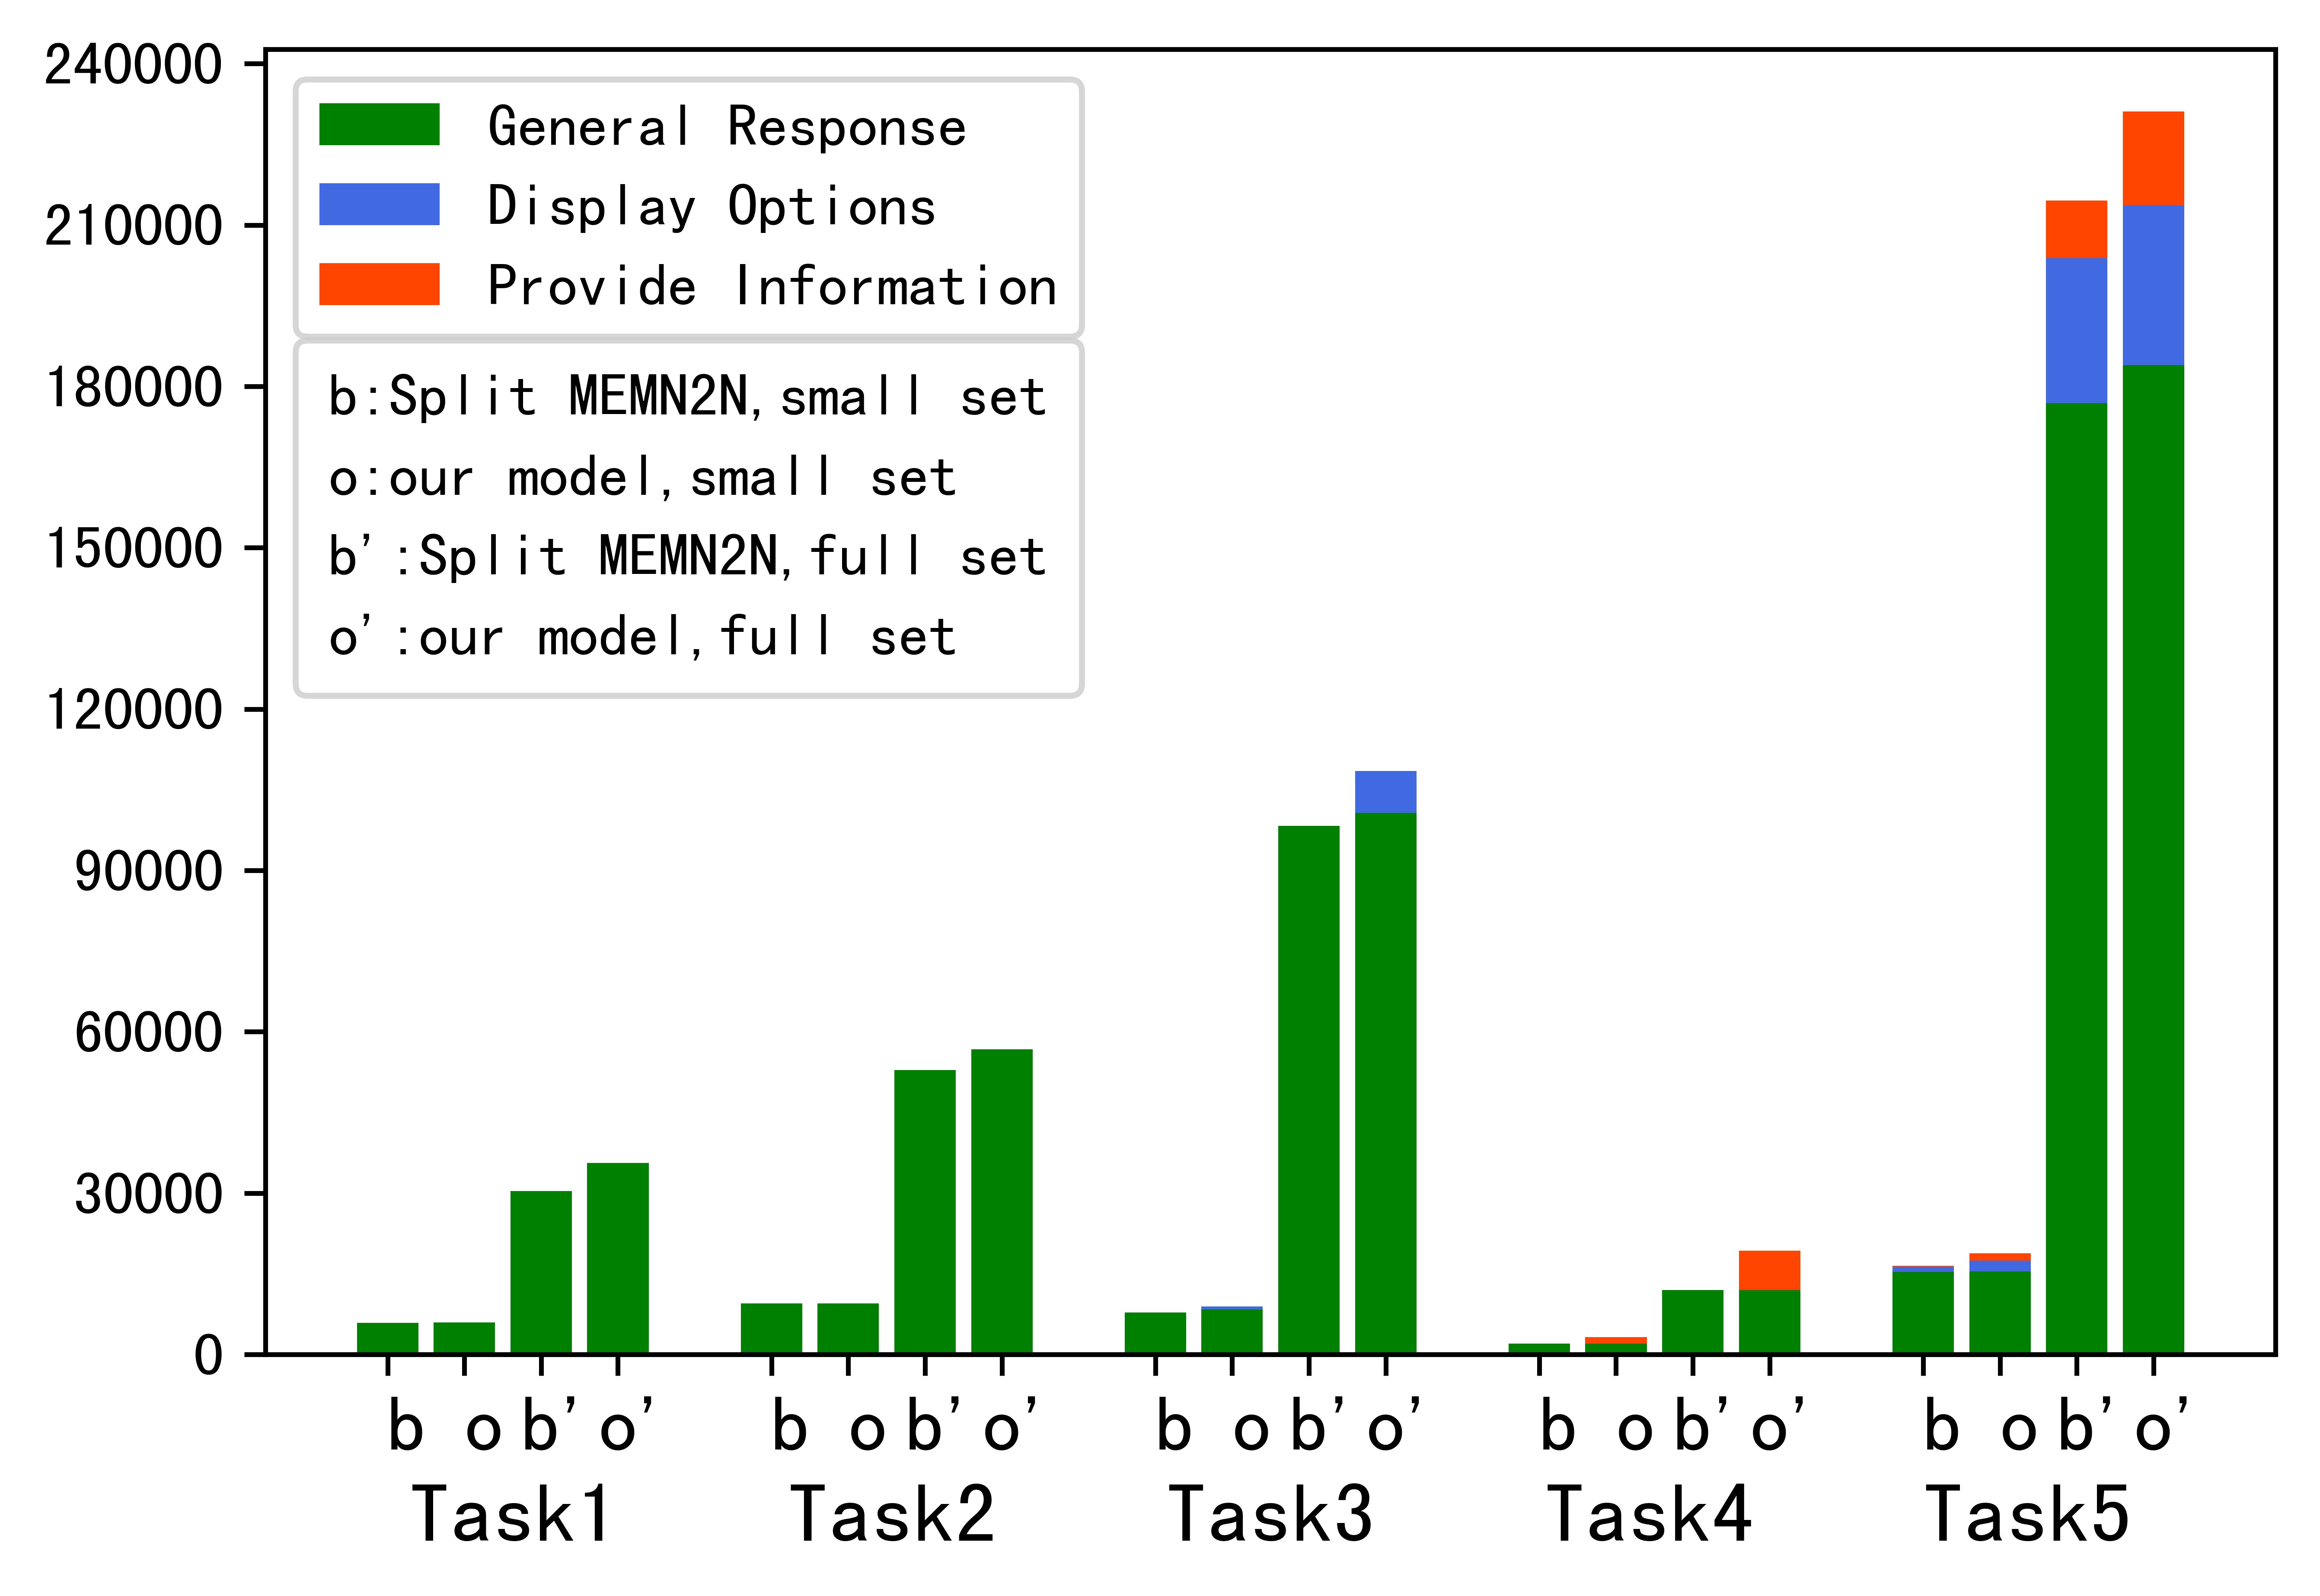 240000
210000
180000
150000
120000
90000
60000
30000
0
General Response
Display Options
Provide Information
b:Split MEMN2N,small set
o:our model,small set
b':Split MEMN2N,full set
o':our model,full set
b o b' o' b o b' o' b o b' o' b o b' o' b o b' o'
Task1 Task2 Task3 Task4 Task5